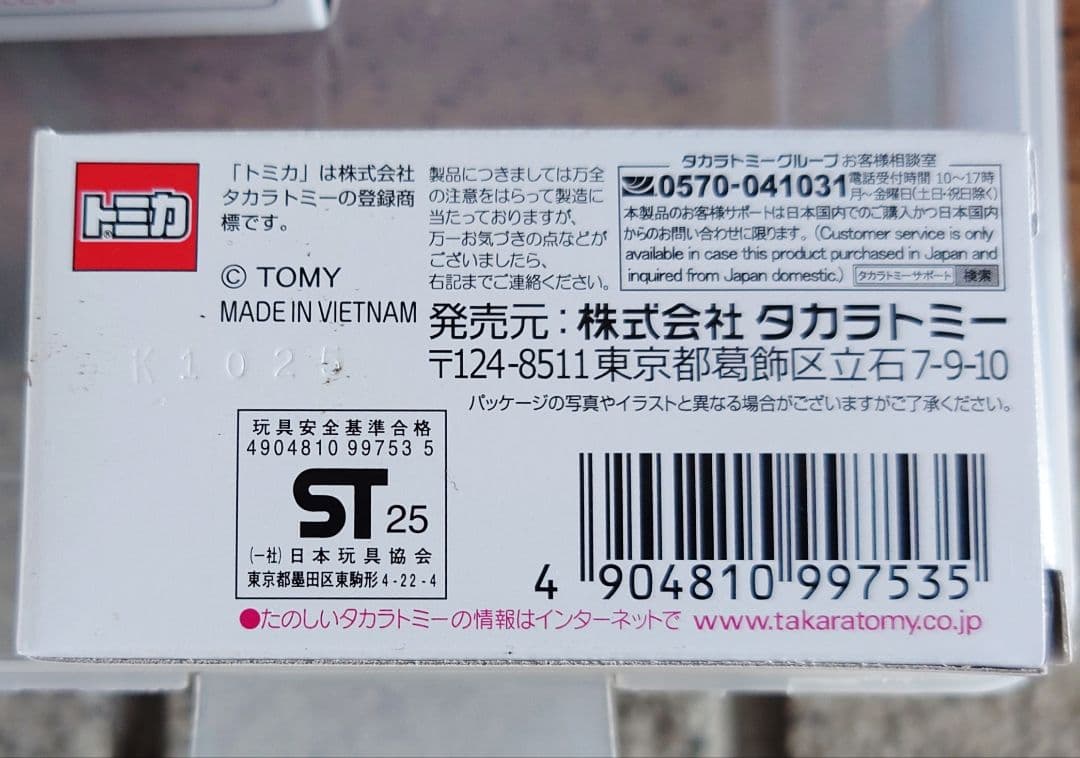 トミカ
「トミカ」は株式会社
タカラトミーの登録商
標です。
© TOMY
MADE IN VIETNAM
製品につきましては万全
の注意をはらって製造に
当たっておりますが、
万一お気づきの点などが
ございましたら、
右記までご連絡ください。
タカラトミーグループ お客様相談室
0570-041031 電話受付時間 10〜17時
月〜金曜日(土日・祝日除く)
本製品のお客様サポートは日本国内でのご購入かつ日本国内
からのお問い合わせに限ります。(Customer service is only
available in case this product purchased in Japan and
inquired from Japan domestic.) タカラトミーサポート 検索
発売元:株式会社 タカラトミー
〒124-8511 東京都葛飾区立石7-9-10
パッケージの写真やイラストと異なる場合がございますがご了承ください。
K1025
玩具安全基準合格
4904810 99753 5
ST 25
(一社)日本玩具協会
東京都墨田区東駒形4-22-4
4 904810 997535
●たのしいタカラトミーの情報はインターネットで www.takaratomy.co.jp